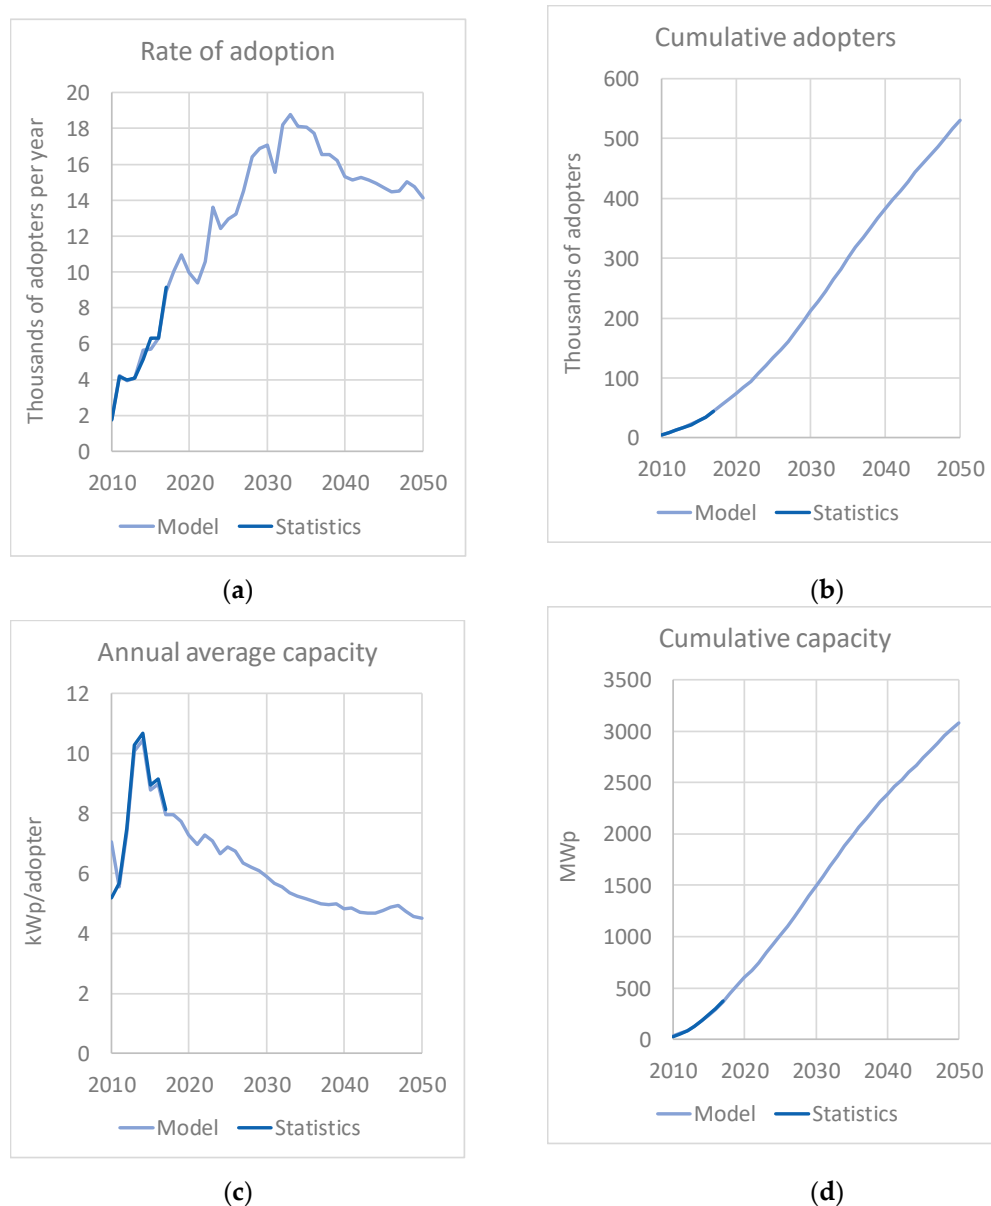 Rate of adoption
Thousands of adopters per year
20
18
16
14
12
10
8
6
4
2
0
2010 2020 2030 2040 2050
Model Statistics
(a)
Cumulative adopters
Thousands of adopters
600
500
400
300
200
100
0
2010 2020 2030 2040 2050
Model Statistics
(b)
Annual average capacity
kWp/adopter
12
10
8
6
4
2
0
2010 2020 2030 2040 2050
Model Statistics
(c)
Cumulative capacity
MWp
3500
3000
2500
2000
1500
1000
500
0
2010 2020 2030 2040 2050
Model Statistics
(d)